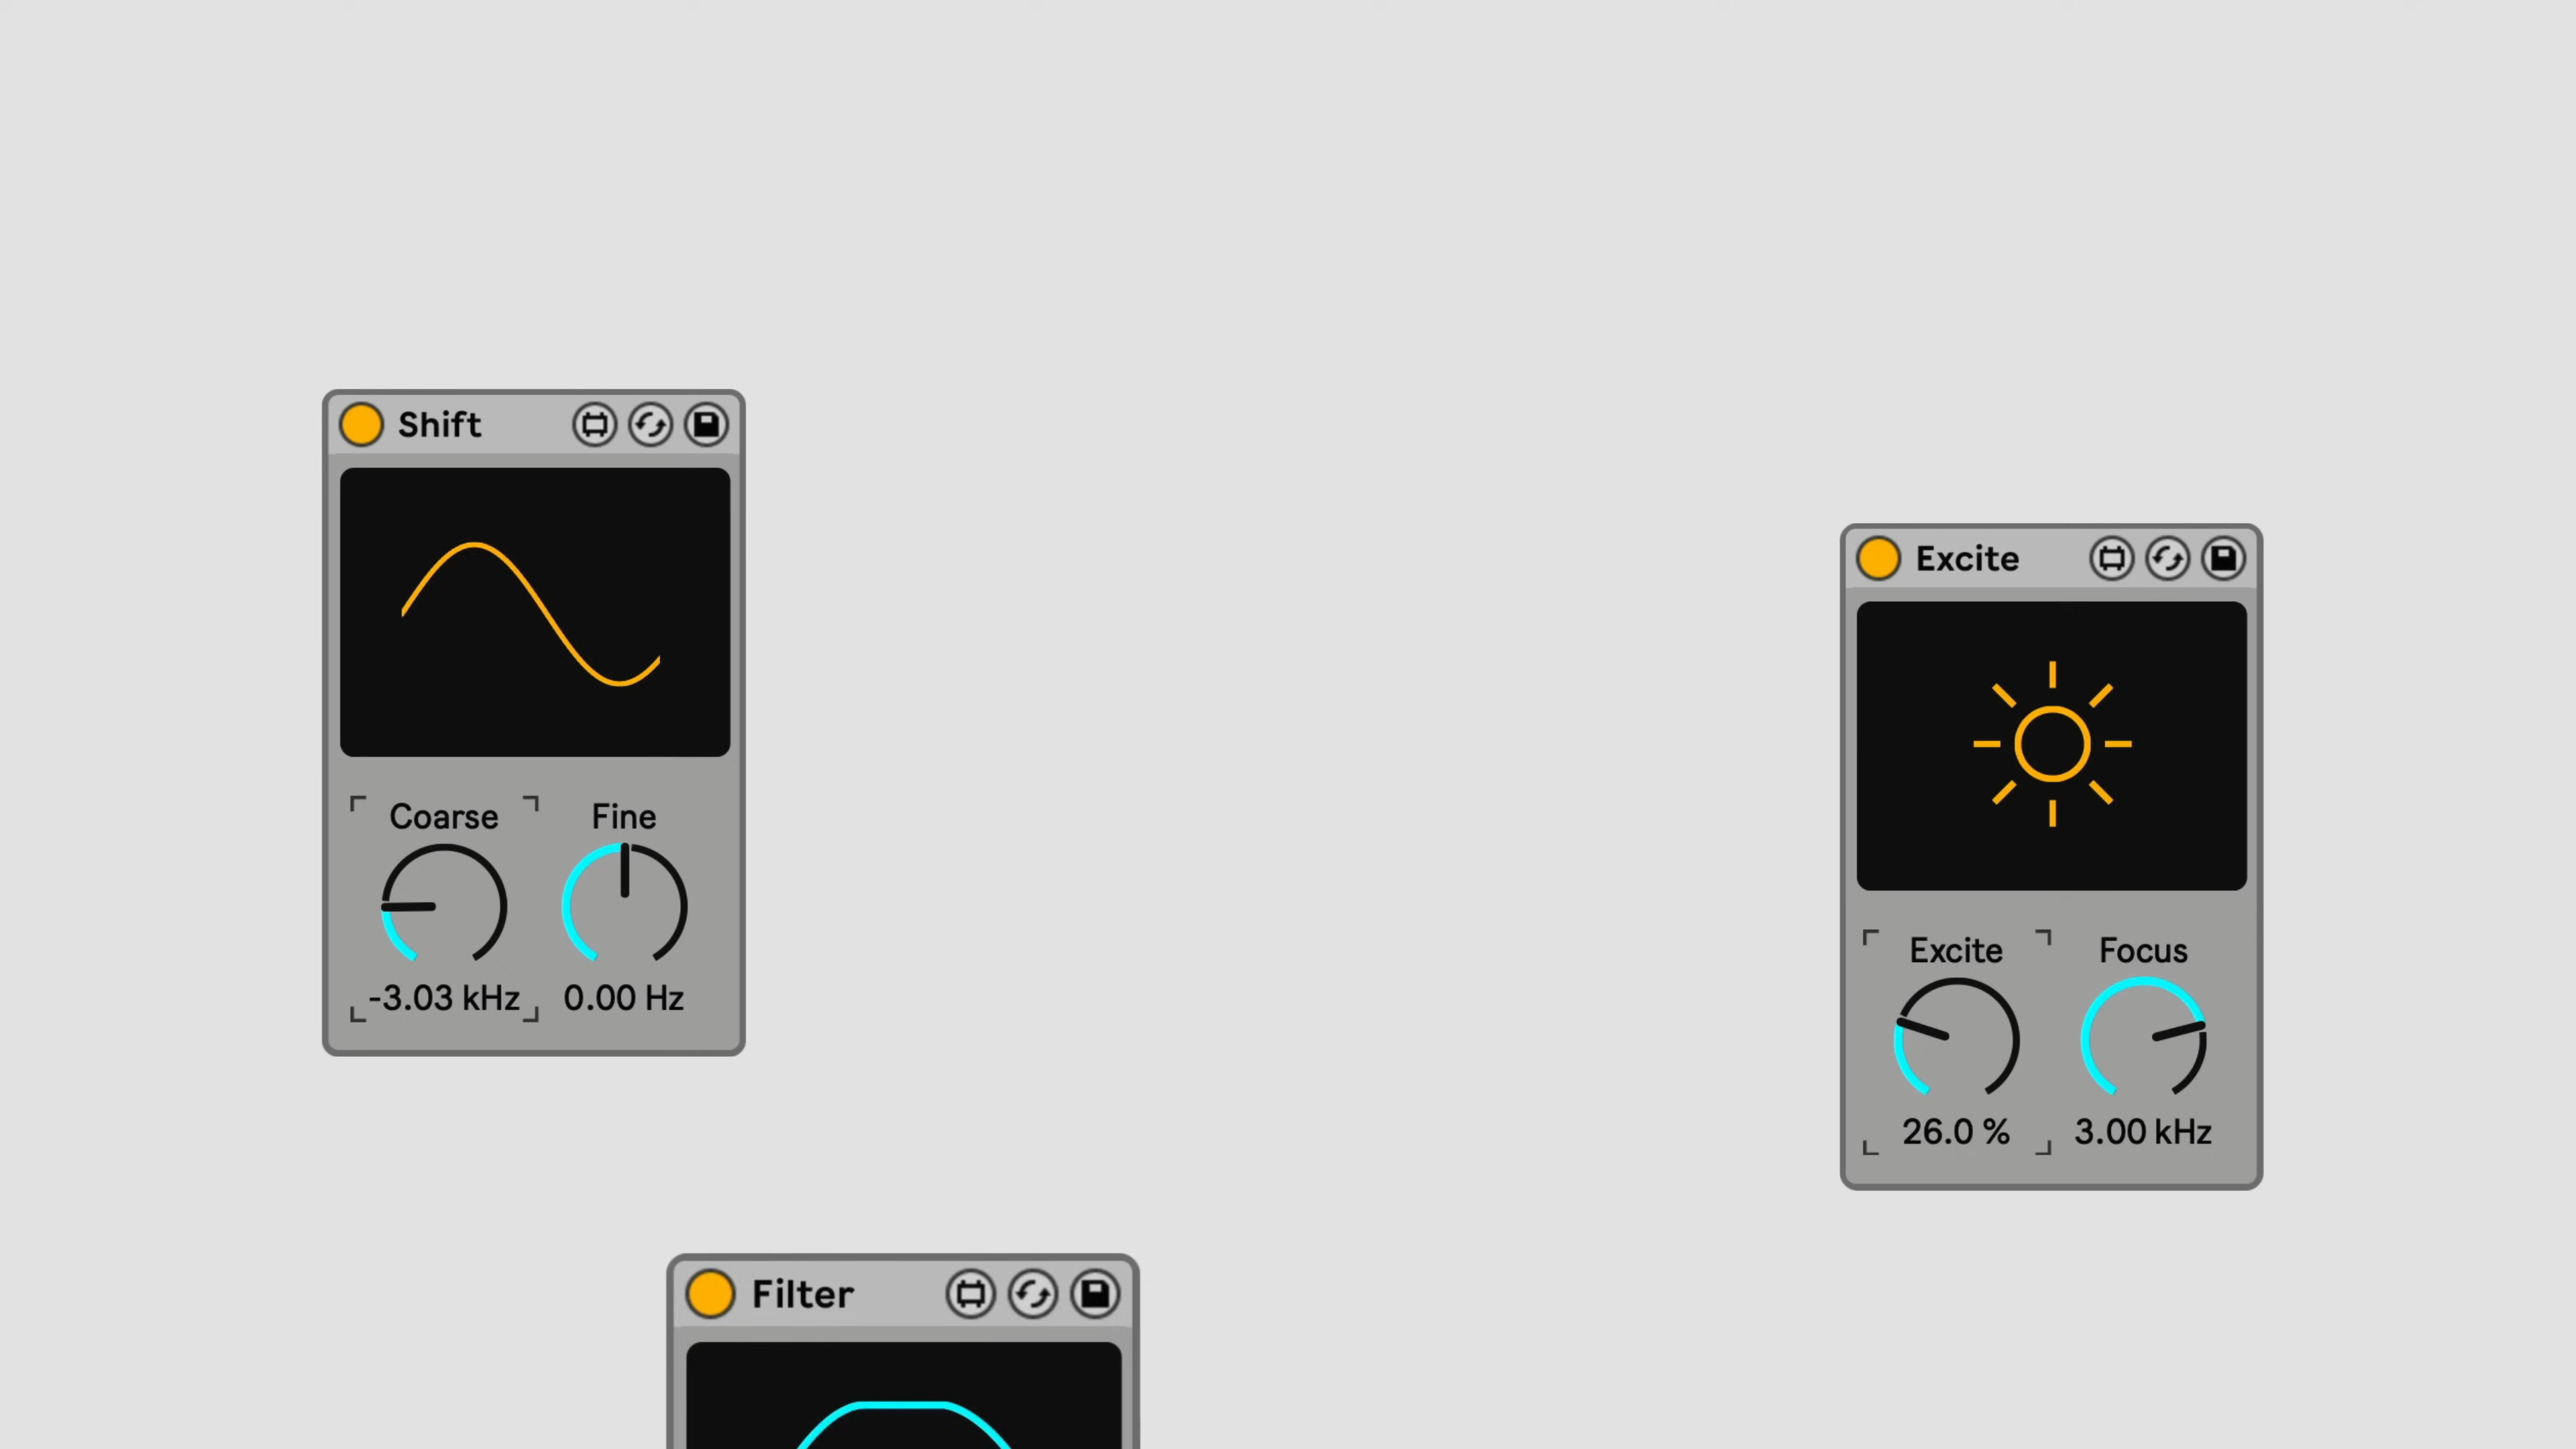 Shift
Coarse Fine
-3.03 kHz 0.00 Hz
Excite
Excite Focus
26.0 % 3.00 kHz
Filter